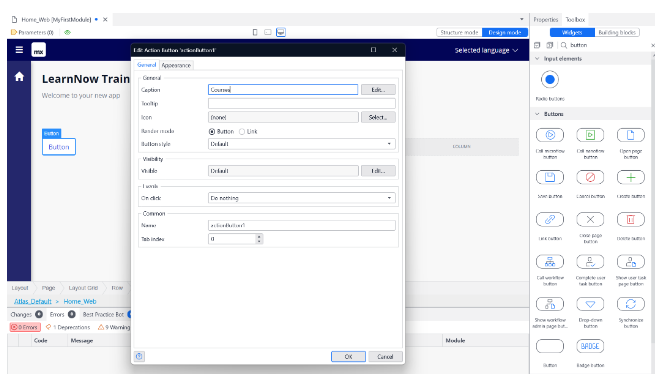 Home_Web [MyFirstModule]
Parameters (0)
Structure mode
Design mode
mx
Selected language
LearnNow Train
Welcome to your new app
Button
Button
COLUMN
Edit Action Button 'actionButton1'
General
Appearance
General
Caption
Courses
Edit...
Tooltip
Icon
(none)
Select...
Render mode
Button
Link
Button style
Default
Visibility
Visible
Default
Edit...
Events
On click
Do nothing
Common
Name
actionButton1
Tab index
0
OK
Cancel
Layout
Page
Layout Grid
Row
Atlas_Default
Home_Web
Changes 0
Errors 0
Best Practice Bot
0 Errors
1 Deprecations
9 Warning
Code
Message
Module
Properties
Toolbox
Widgets
Building blocks
button
Input elements
Radio buttons
Buttons
Call microflow button
Call nanoflow button
Open page button
Save button
Cancel button
Create button
Link button
Close page button
Delete button
Call workflow button
Complete user task button
Show user task page button
Show workflow admin page but...
Drop-down button
Synchronize button
BADGE
Button
Badge button